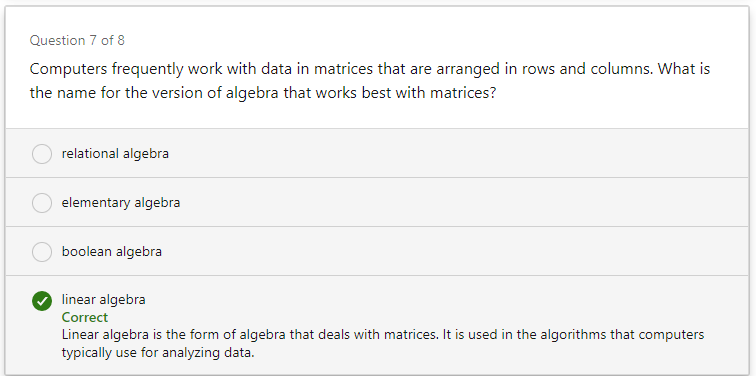 Question 7 of 8
Computers frequently work with data in matrices that are arranged in rows and columns. What is
the name for the version of algebra that works best with matrices?
relational algebra
elementary algebra
boolean algebra
linear algebra
Correct
Linear algebra is the form of algebra that deals with matrices. It is used in the algorithms that computers
typically use for analyzing data.